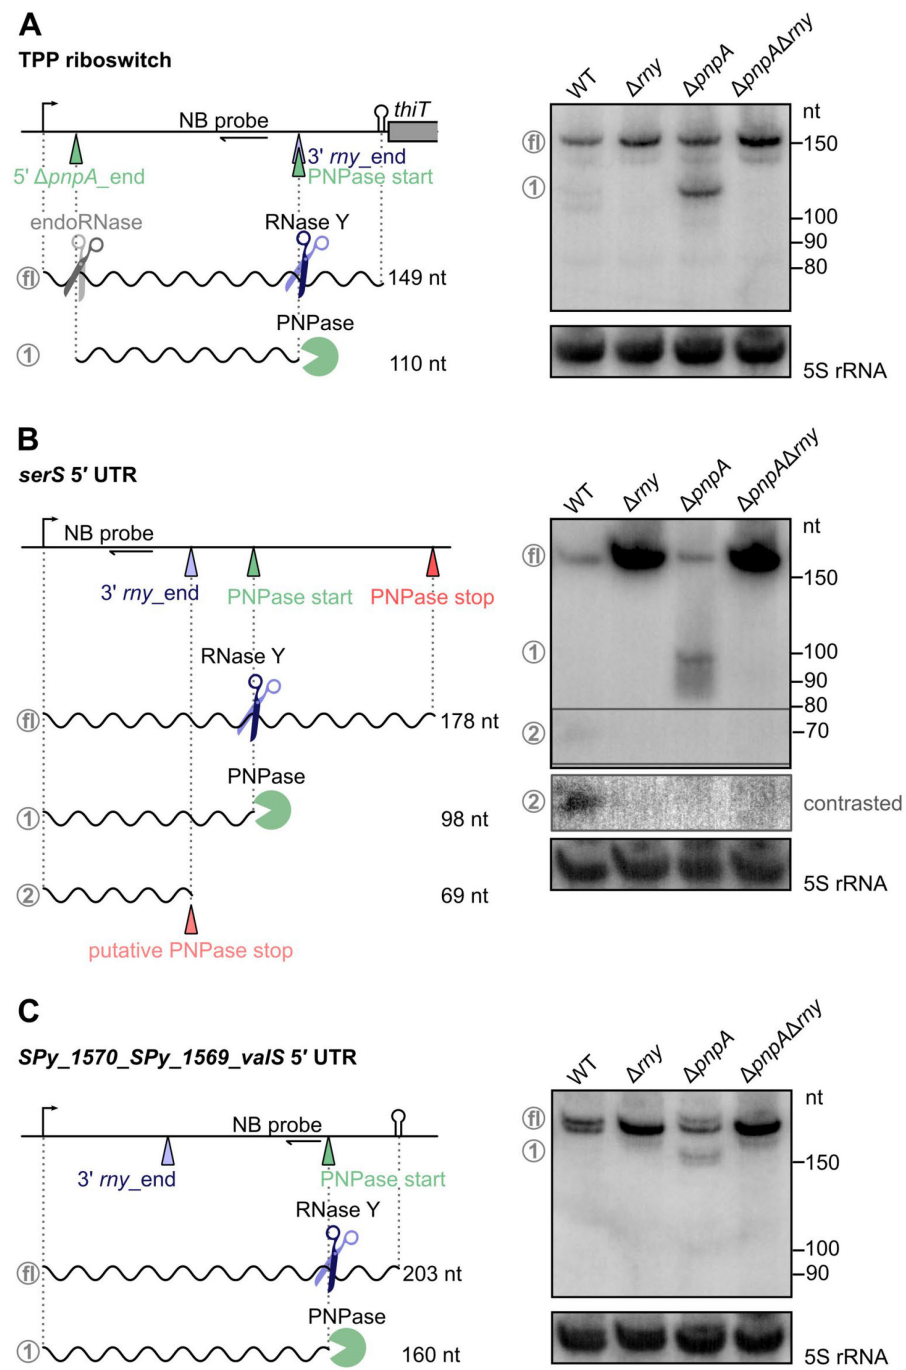 A
TPP riboswitch
NB probe
thiT
5′ ΔpnpA_end
3′ rny_end
PNPase start
endoRNase
RNase Y
fl
149 nt
PNPase
1
110 nt
WT
Δrny
ΔpnpA
ΔpnpAΔrny
nt
fl
150
1
100
90
80
5S rRNA
B
serS 5′ UTR
NB probe
3′ rny_end
PNPase start
PNPase stop
RNase Y
fl
178 nt
PNPase
1
98 nt
2
69 nt
putative PNPase stop
WT
Δrny
ΔpnpA
ΔpnpAΔrny
nt
fl
150
1
100
90
80
2
70
2
contrasted
5S rRNA
C
SPy_1570_SPy_1569_valS 5′ UTR
NB probe
3′ rny_end
PNPase start
RNase Y
fl
203 nt
PNPase
1
160 nt
WT
Δrny
ΔpnpA
ΔpnpAΔrny
nt
fl
1
150
100
90
5S rRNA